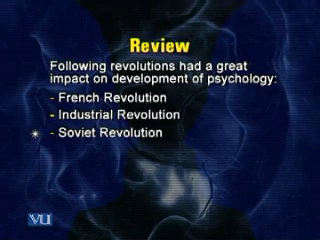 Review
Following revolutions had a great
impact on development of psychology:
- French Revolution
- Industrial Revolution
- Soviet Revolution
VU